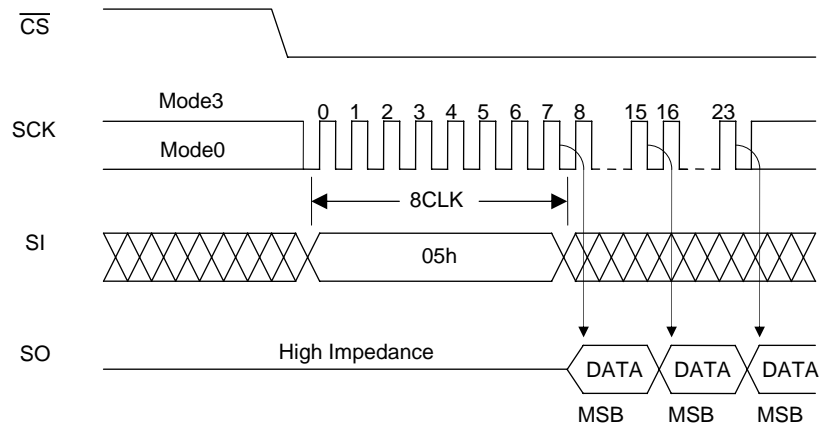 CS
Mode3
0 1 2 3 4 5 6 7 8 15 16 23
SCK
Mode0
8CLK
SI
05h
SO
High Impedance
DATA DATA DATA
MSB MSB MSB